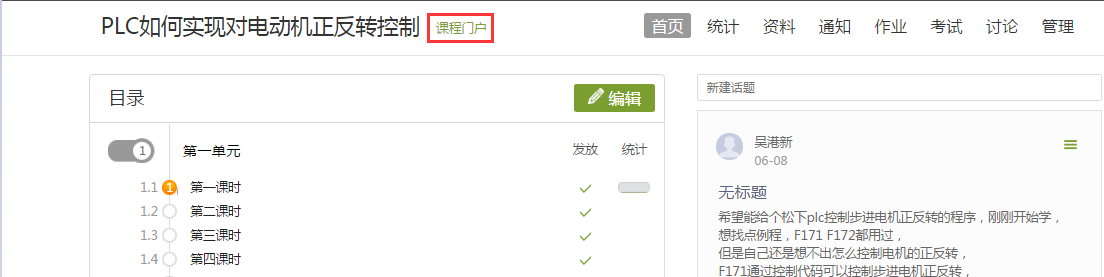 PLC如何实现对电动机正反转控制 课程门户
首页 统计 资料 通知 作业 考试 讨论 管理
目录 编辑
1 第一单元 发放 统计
1.1 1 第一课时
1.2 第二课时
1.3 第三课时
1.4 第四课时
新建话题
吴港新
06-08
无标题
希望能给个松下plc控制步进电机正反转的程序，刚刚开始学，
想找点例程，F171 F172都用过，
但是自己还是想不出怎么控制电机的正反转，
F171通过控制代码可以控制步进电机正反转，